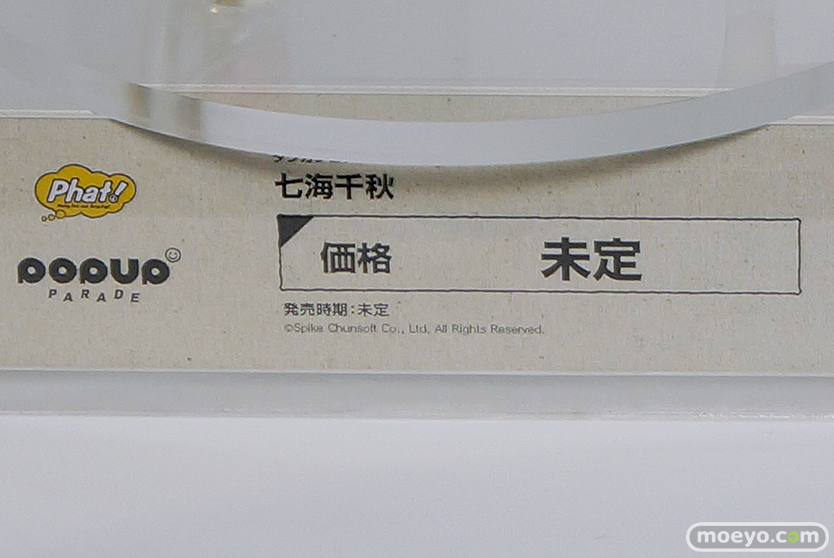 七海千秋
Phat!
価格 未定
POPUP
PARADE
発売時期:未定
©Spike Chunsoft Co., Ltd. All Rights Reserved.
moeyo.com